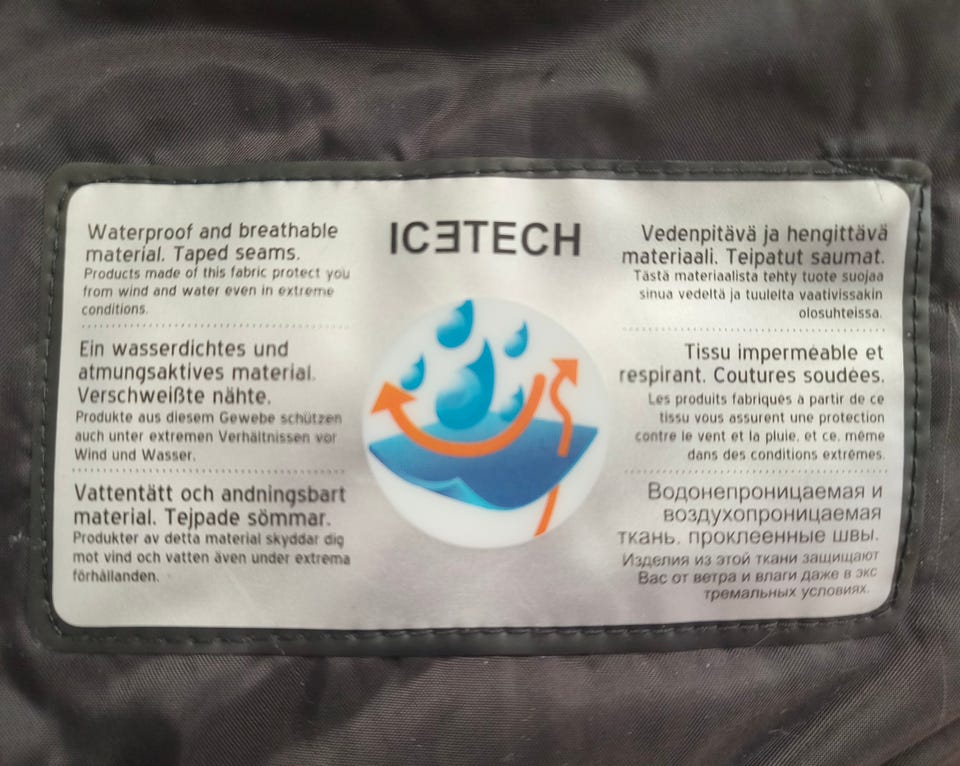 ICƎTECH
Waterproof and breathable
material. Taped seams.
Products made of this fabric protect you
from wind and water even in extreme
conditions.
Ein wasserdichtes und
atmungsaktives material.
Verschweißte nähte.
Produkte aus diesem Gewebe schützen
auch unter extremen Verhältnissen vor
Wind und Wasser.
Vattentätt och andningsbart
material. Tejpade sömmar.
Produkter av detta material skyddar dig
mot vind och vatten även under extrema
förhållanden.
Vedenpitävä ja hengittävä
materiaali. Teipatut saumat.
Tästä materiaalista tehty tuote suojaa
sinua vedeltä ja tuulelta vaativissakin
olosuhteissa.
Tissu imperméable et
respirant. Coutures soudées.
Les produits fabriqués à partir de ce
tissu vous assurent une protection
contre le vent et la pluie, et ce, même
dans des conditions extrêmes.
Водонепроницаемая и
воздухопроницаемая
ткань. проклеенные швы.
Изделия из этой ткани защищают
Вас от ветра и влаги даже в экс
тремальных условиях.